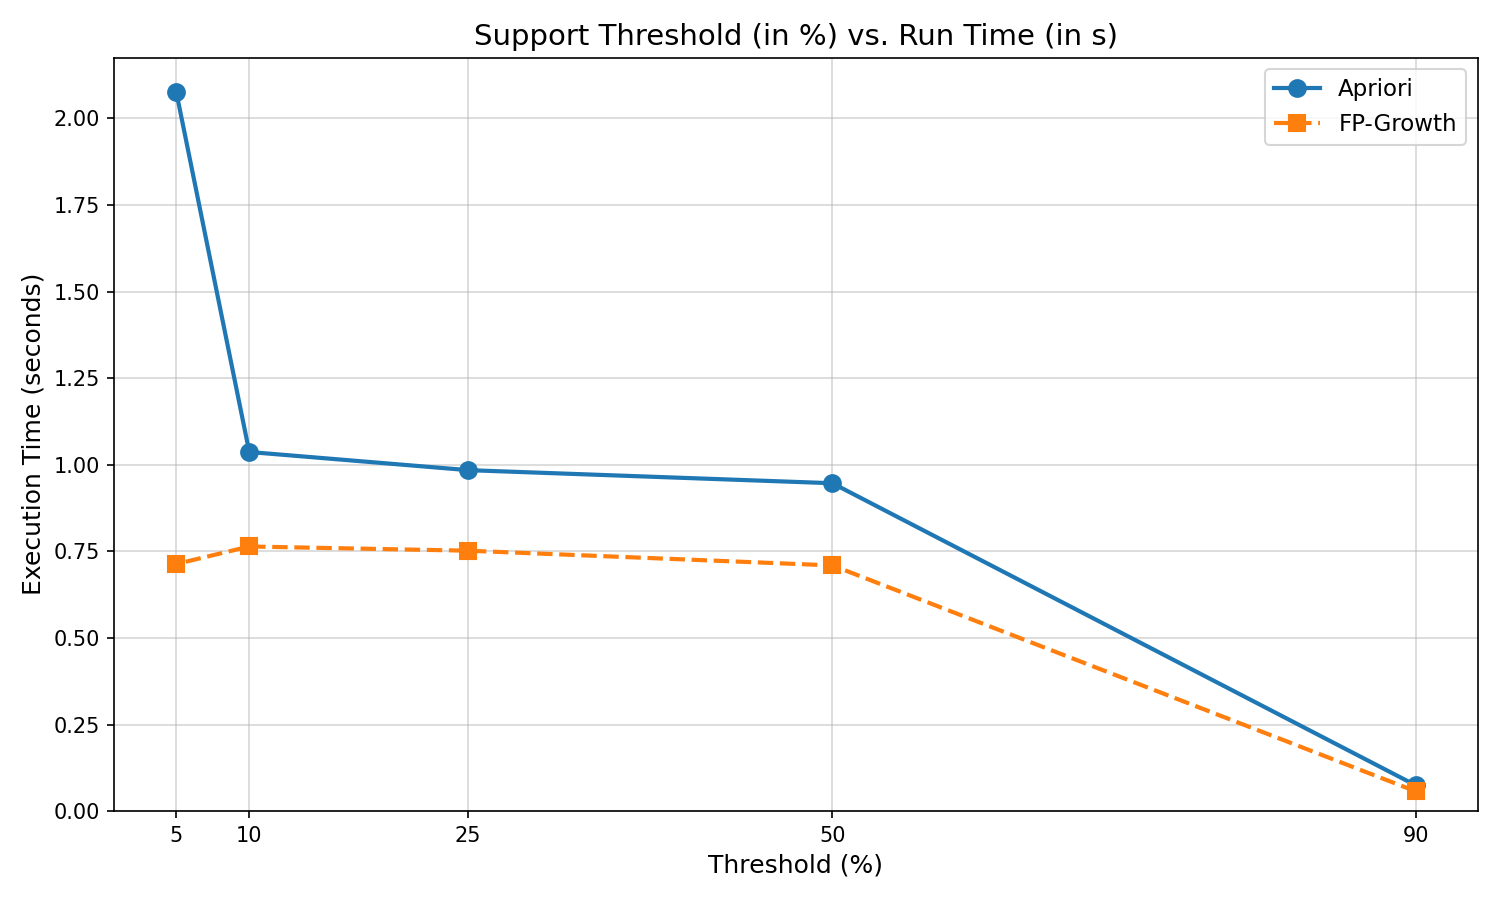 Support Threshold (in %) vs. Run Time (in s)
Apriori
FP-Growth
Execution Time (seconds)
2.00
1.75
1.50
1.25
1.00
0.75
0.50
0.25
0.00
5 10 25 50 90
Threshold (%)